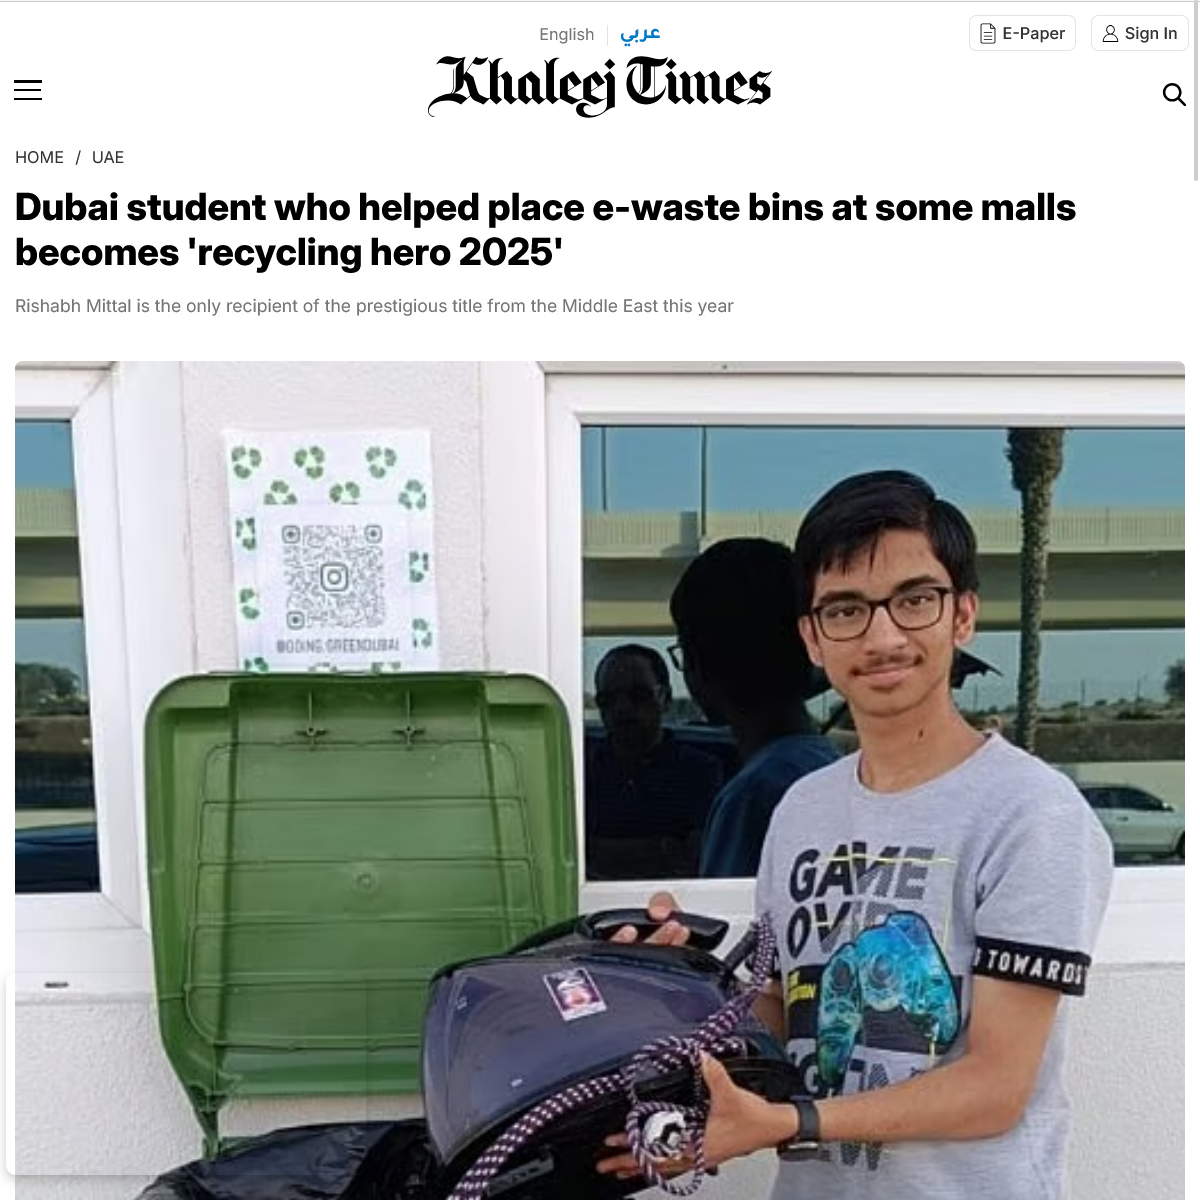 English
عربي
E-Paper
Sign In
Khaleej Times
HOME / UAE
Dubai student who helped place e-waste bins at some malls
becomes 'recycling hero 2025'
Rishabh Mittal is the only recipient of the prestigious title from the Middle East this year
GAME
OVER
TOWARDS